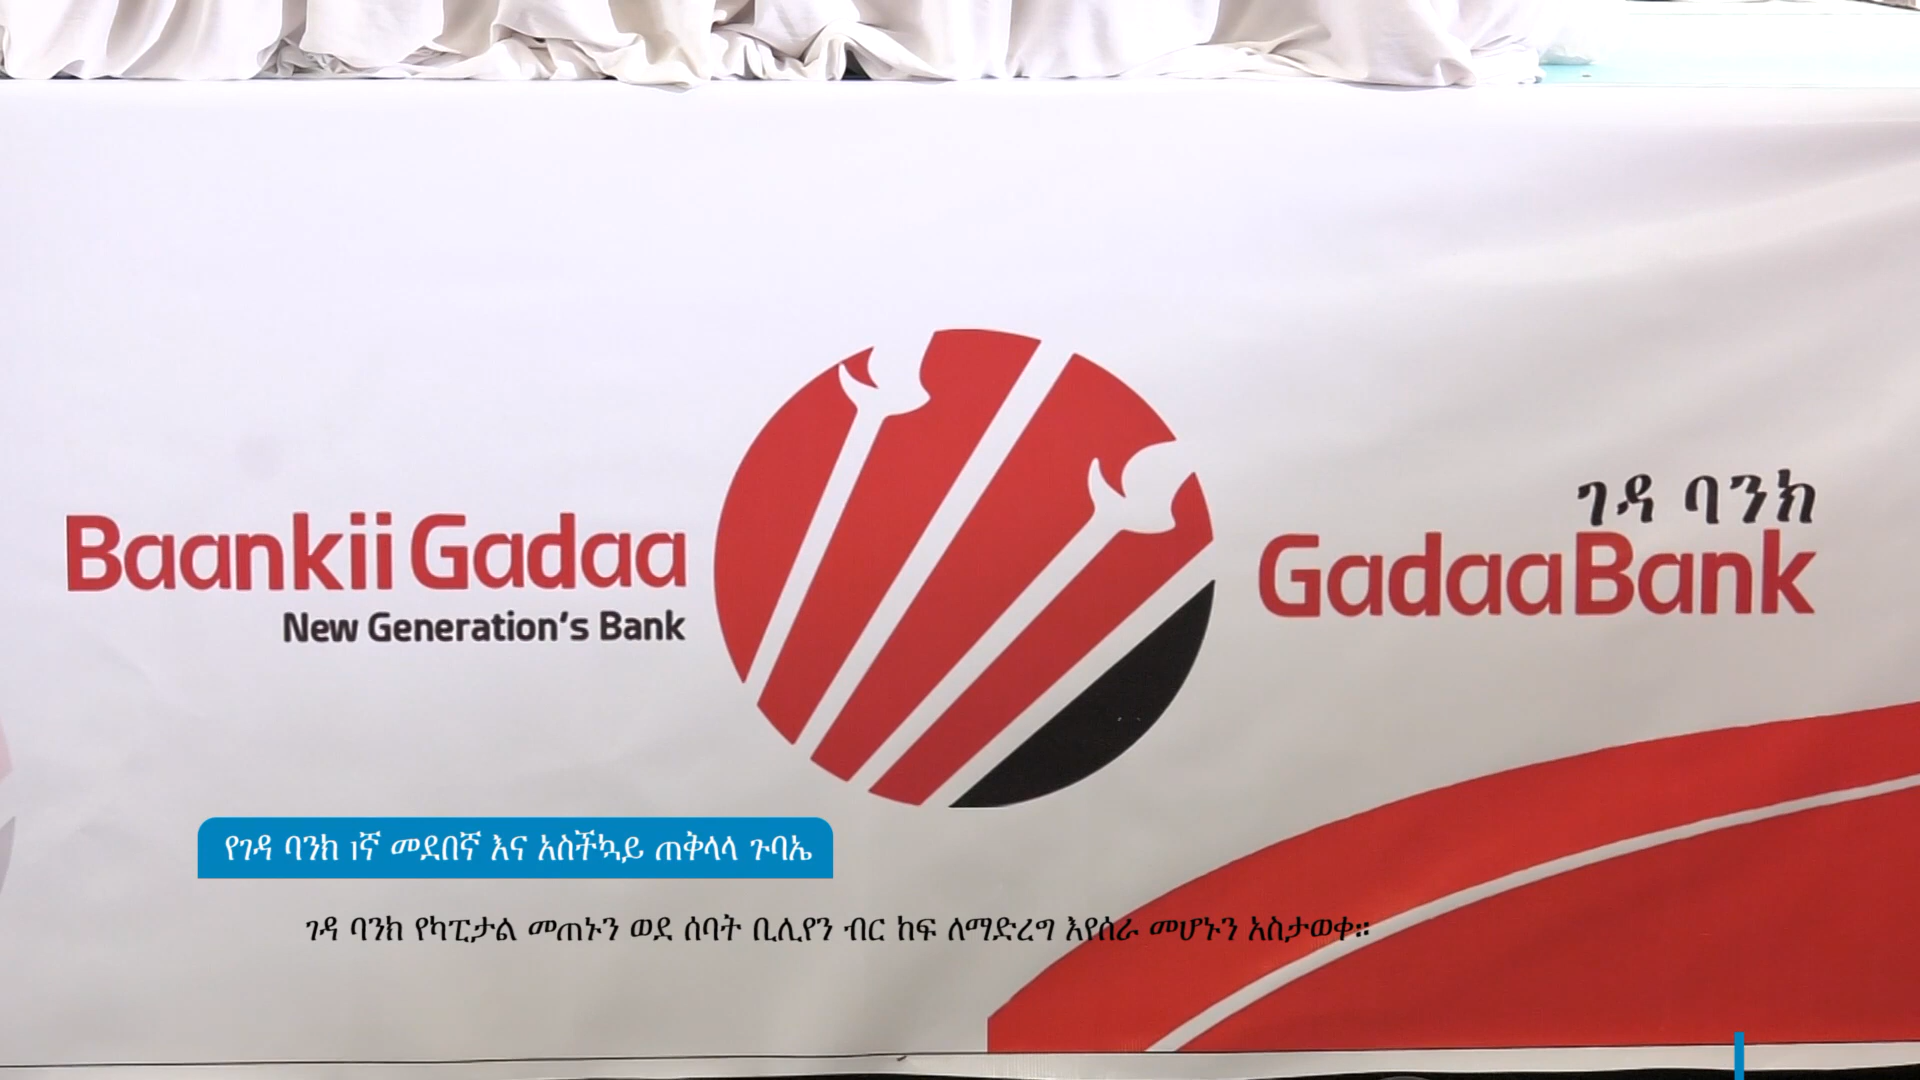 Baankii Gadaa
New Generation's Bank
ገዳ ባንክ
GadaaBank
የገዳ ባንክ ፩ኛ መደበኛ እና አስቸኳይ ጠቅላላ ጉባኤ
ገዳ ባንክ የካፒታል መጠኑን ወደ ሰባት ቢሊየን ብር ከፍ ለማድረግ እየሰራ መሆኑን አስታወቀ።